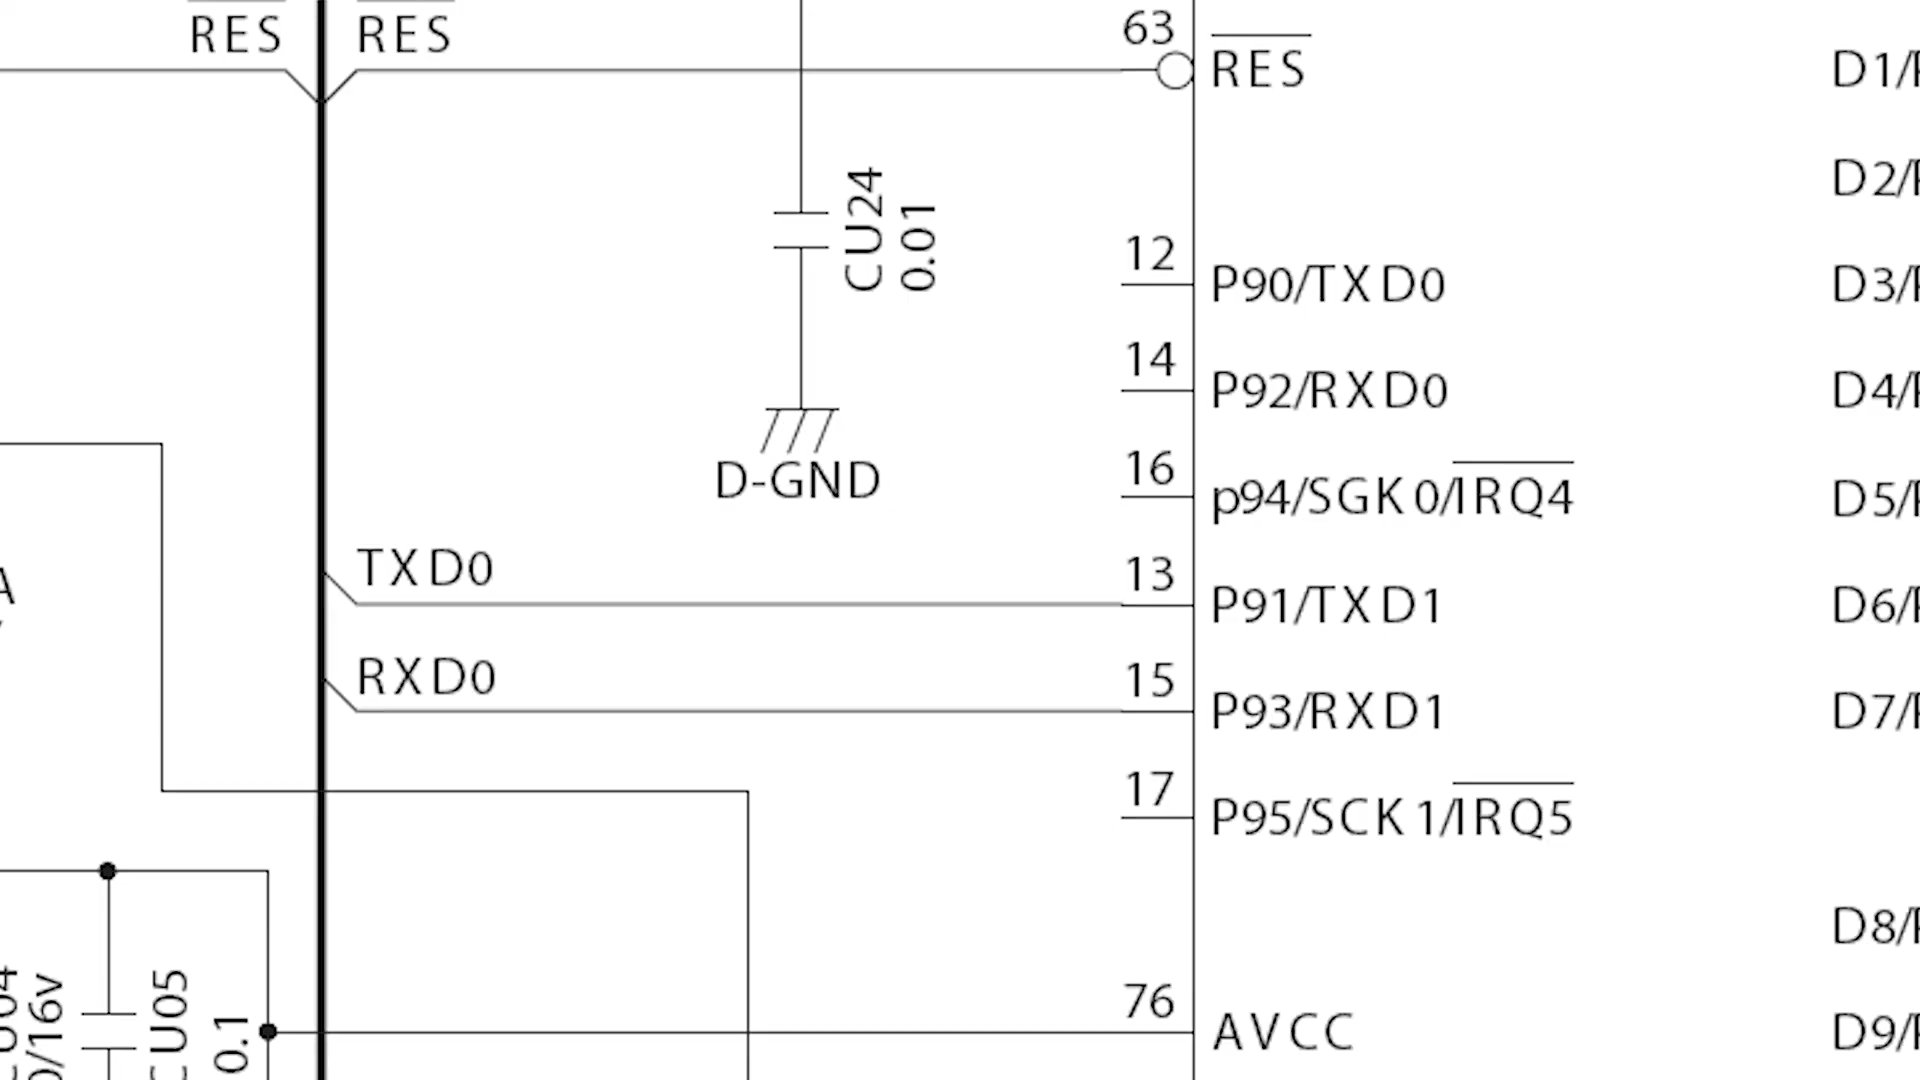 RES
RES
63
RES
CU24
0.01
D-GND
12
P90/TXD0
14
P92/RXD0
16
p94/SGK0/IRQ4
TXD0
13
P91/TXD1
RXD0
15
P93/RXD1
17
P95/SCK1/IRQ5
76
AVCC
CU05
0.1
/16v
D1/
D2/
D3/
D4/
D5/
D6/
D7/
D8/
D9/